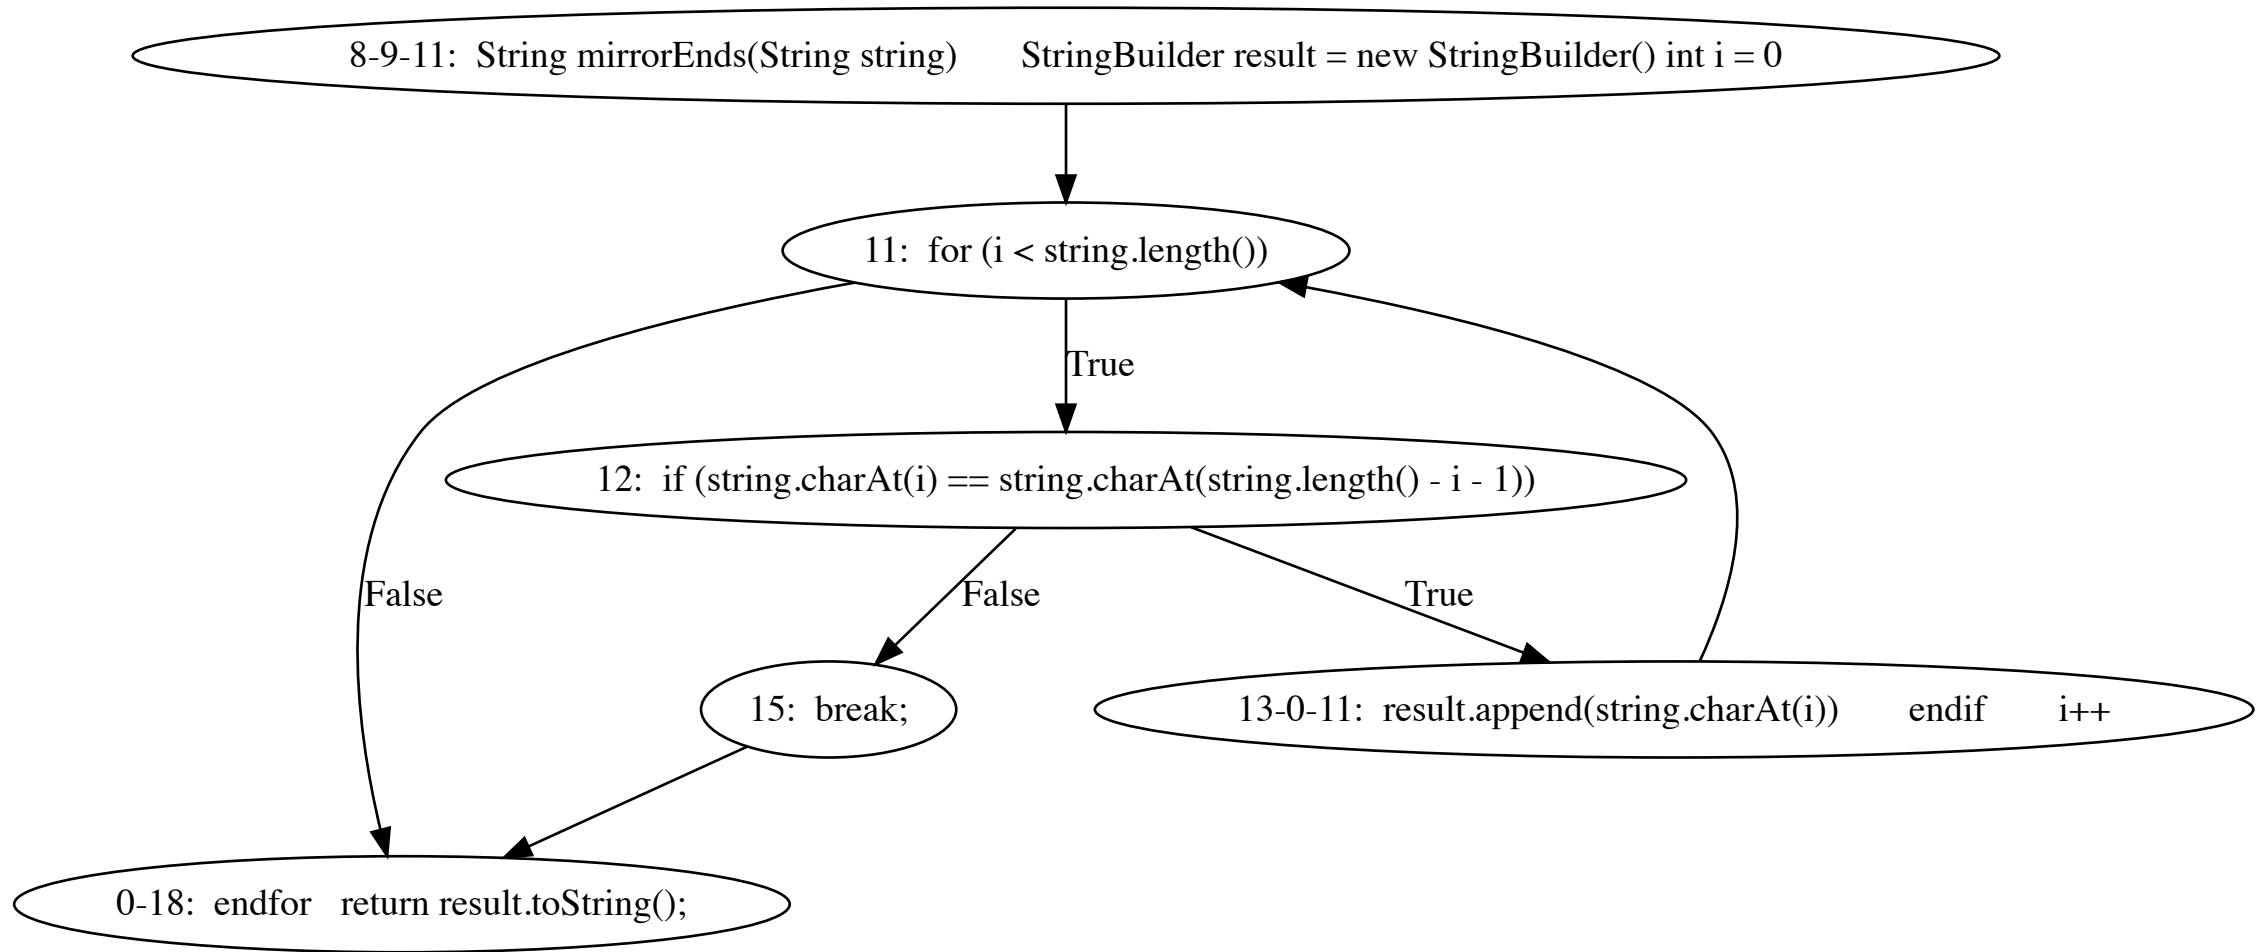 8-9-11:  String mirrorEnds(String string)       StringBuilder result = new StringBuilder() int i = 0
11:  for (i < string.length())
True
12:  if (string.charAt(i) == string.charAt(string.length() - i - 1))
False
False
True
15:  break;
13-0-11:  result.append(string.charAt(i))        endif        i++
0-18:  endfor   return result.toString();